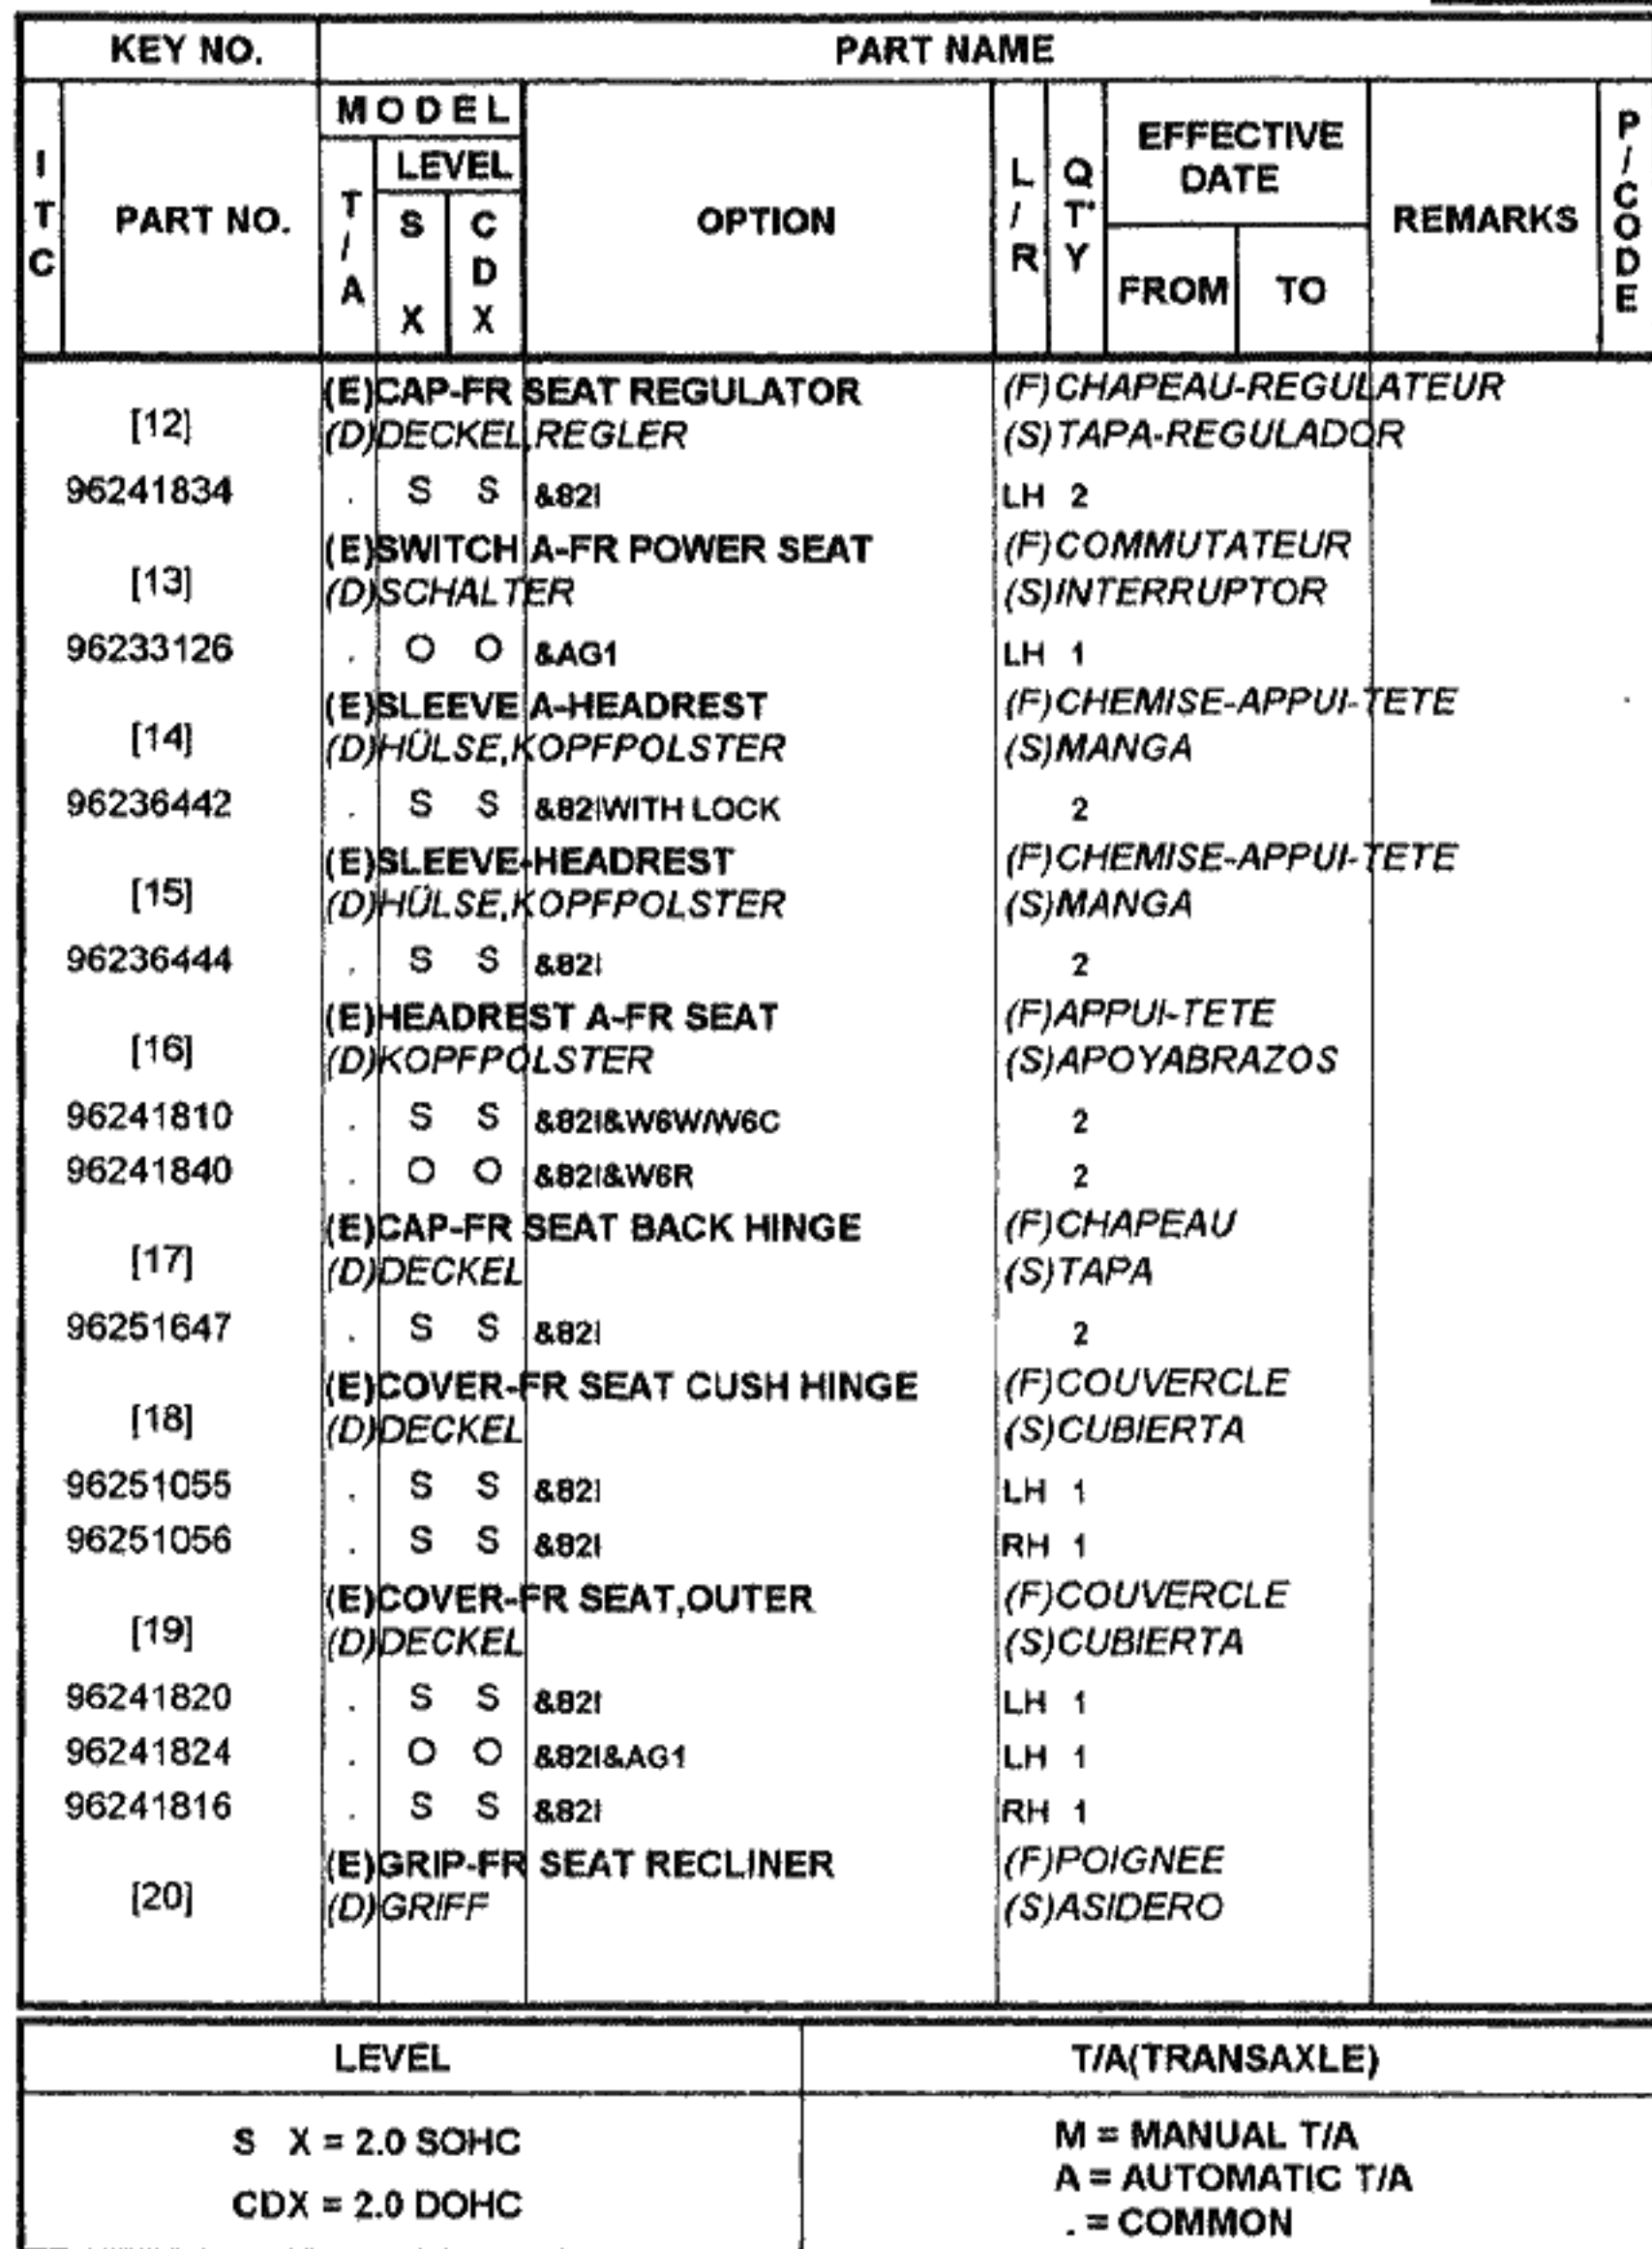 KEY NO. PART NAME
ITC PART NO. MODEL T/A LEVEL S X CDX OPTION L/R QT'Y EFFECTIVE DATE FROM TO REMARKS P/CODE
[12] (E)CAP-FR SEAT REGULATOR (F)CHAPEAU-REGULATEUR
(D)DECKEL,REGLER (S)TAPA-REGULADOR
96241834 . S S &82I LH 2
[13] (E)SWITCH A-FR POWER SEAT (F)COMMUTATEUR
(D)SCHALTER (S)INTERRUPTOR
96233126 . O O &AG1 LH 1
[14] (E)SLEEVE A-HEADREST (F)CHEMISE-APPUI-TETE
(D)HÜLSE,KOPFPOLSTER (S)MANGA
96236442 . S S &82IWITH LOCK 2
[15] (E)SLEEVE-HEADREST (F)CHEMISE-APPUI-TETE
(D)HÜLSE,KOPFPOLSTER (S)MANGA
96236444 . S S &82I 2
[16] (E)HEADREST A-FR SEAT (F)APPUI-TETE
(D)KOPFPOLSTER (S)APOYABRAZOS
96241810 . S S &82I&W6W/W6C 2
96241840 . O O &82I&W6R 2
[17] (E)CAP-FR SEAT BACK HINGE (F)CHAPEAU
(D)DECKEL (S)TAPA
96251647 . S S &82I 2
[18] (E)COVER-FR SEAT CUSH HINGE (F)COUVERCLE
(D)DECKEL (S)CUBIERTA
96251055 . S S &82I LH 1
96251056 . S S &82I RH 1
[19] (E)COVER-FR SEAT,OUTER (F)COUVERCLE
(D)DECKEL (S)CUBIERTA
96241820 . S S &82I LH 1
96241824 . O O &82I&AG1 LH 1
96241816 . S S &82I RH 1
[20] (E)GRIP-FR SEAT RECLINER (F)POIGNEE
(D)GRIFF (S)ASIDERO
LEVEL T/A(TRANSAXLE)
S X = 2.0 SOHC M = MANUAL T/A
CDX = 2.0 DOHC A = AUTOMATIC T/A
. = COMMON